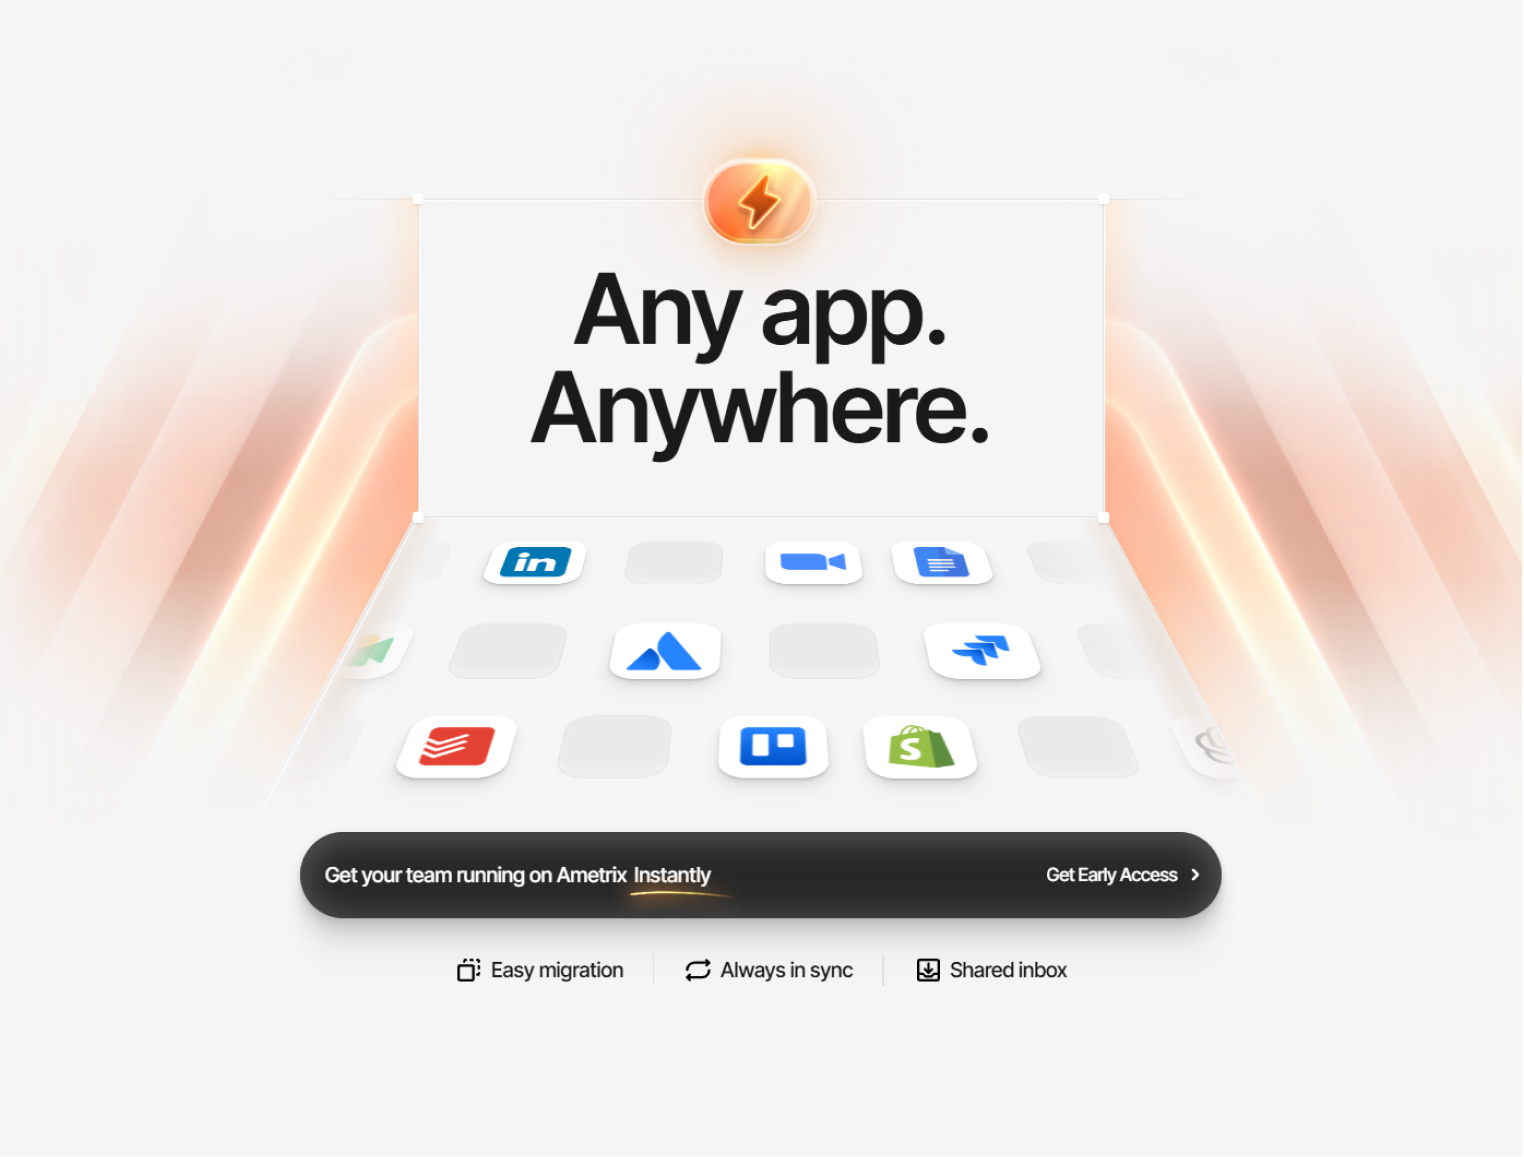 Any app.
Anywhere.
in
S
Get your team running on Ametrix Instantly
Get Early Access
Easy migration
Always in sync
Shared inbox